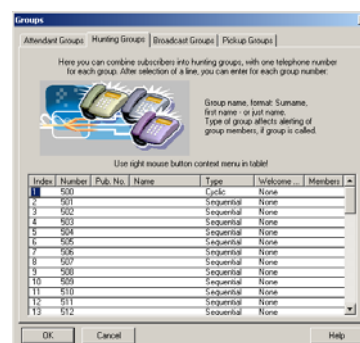 Groups
Attendant Groups Hunting Groups Broadcast Groups Pickup Groups
Here you can combine subscribers into hunting groups, with one telephone number
for each group. After selection of a line, you can enter for each group number:
Group name, format: Surname,
first name - or just name.
Type of group affects alerting of
group members, if group is called.
Use right mouse button context menu in table!
Index Number Pub. No. Name Type Welcome ... Members
1 500 Cyclic None
2 501 Sequential None
3 502 Sequential None
4 503 Sequential None
5 504 Sequential None
6 505 Sequential None
7 506 Sequential None
8 507 Sequential None
9 508 Sequential None
10 509 Sequential None
11 510 Sequential None
12 511 Sequential None
13 512 Sequential None
OK Cancel Help